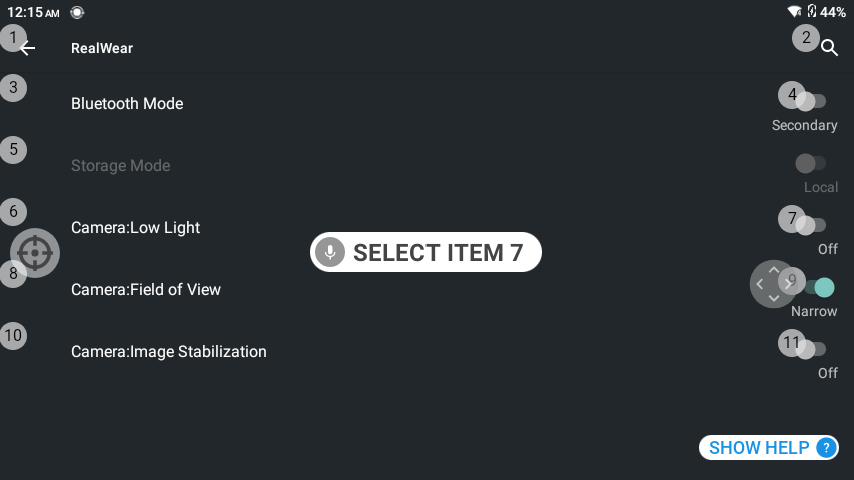 12:15 AM 44%
1 RealWear 2
3 Bluetooth Mode 4
Secondary
5 Storage Mode
Local
6 Camera:Low Light 7
Off
SELECT ITEM 7
8 Camera:Field of View 9
Narrow
10 Camera:Image Stabilization 11
Off
SHOW HELP ?